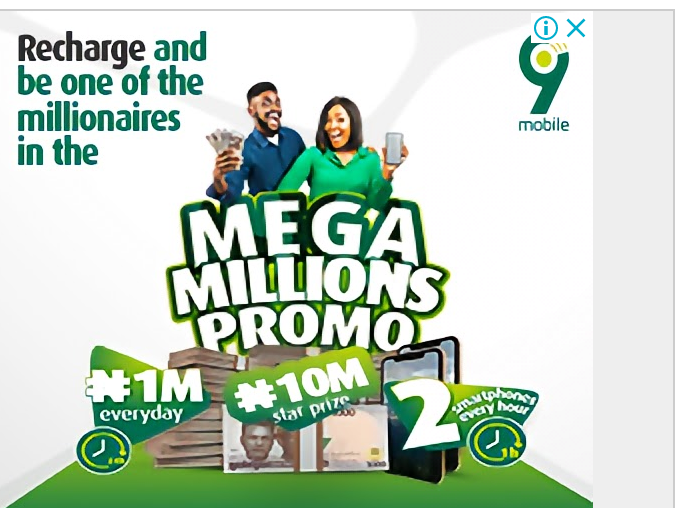 Recharge and
be one of the
millionaires
in the
9
mobile
MEGA
MILLIONS
PROMO
₦1M
everyday
₦10M
star prize
2
smartphones
every hour
1h